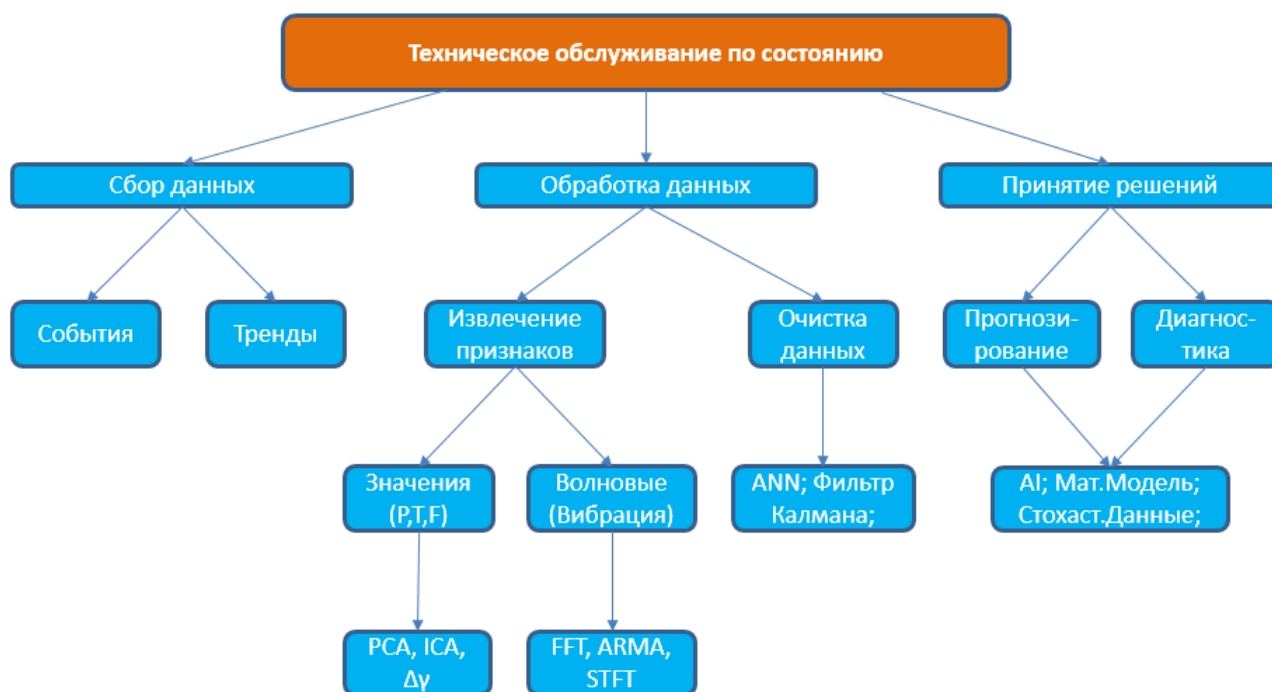 Техническое обслуживание по состоянию
Сбор данных
Обработка данных
Принятие решений
События
Тренды
Извлечение
признаков
Очистка
данных
Прогнози-
рование
Диагнос-
тика
Значения
(P,T,F)
Волновые
(Вибрация)
ANN; Фильтр
Калмана;
AI; Мат.Модель;
Стохаст.Данные;
PCA, ICA,
Δγ
FFT, ARMA,
STFT